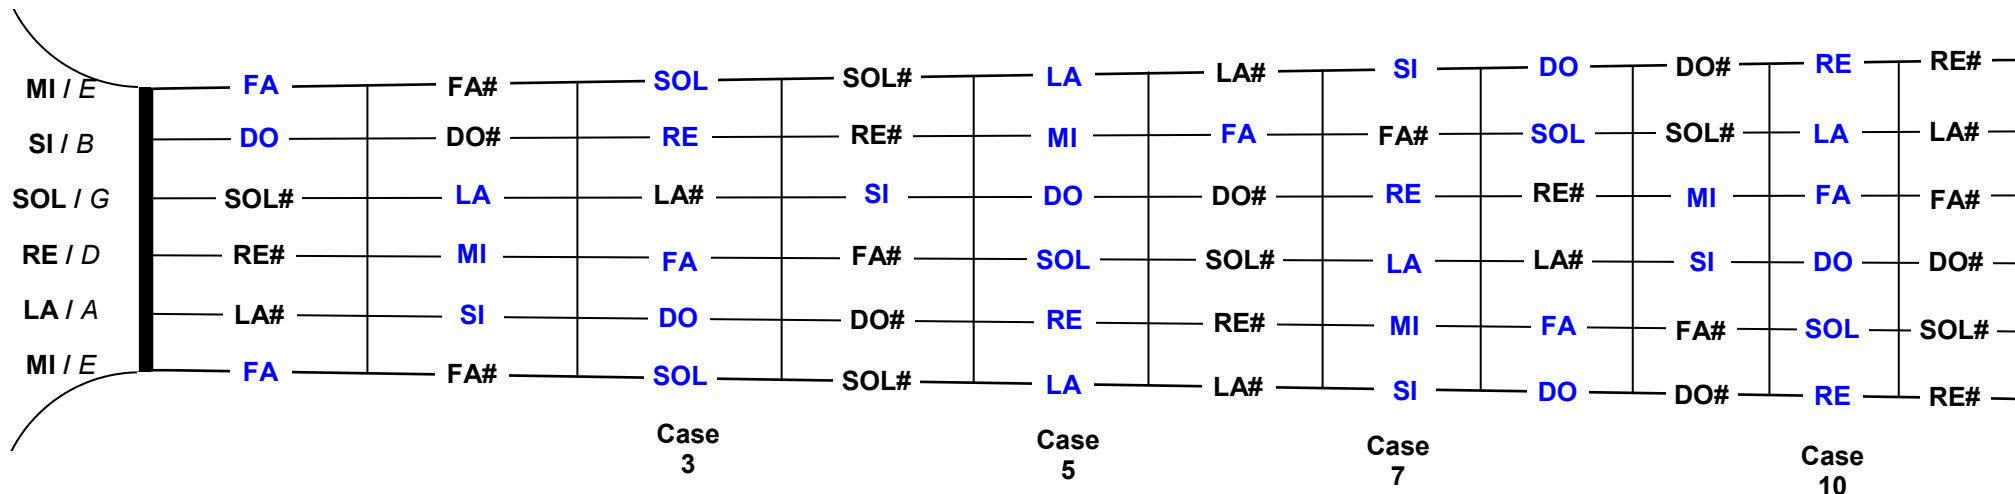 MI / E FA FA# SOL SOL# LA LA# SI DO DO# RE RE#
SI / B DO DO# RE RE# MI FA FA# SOL SOL# LA LA#
SOL / G SOL# LA LA# SI DO DO# RE RE# MI FA FA#
RE / D RE# MI FA FA# SOL SOL# LA LA# SI DO DO#
LA / A LA# SI DO DO# RE RE# MI FA FA# SOL SOL#
MI / E FA FA# SOL SOL# LA LA# SI DO DO# RE RE#
Case
3
Case
5
Case
7
Case
10